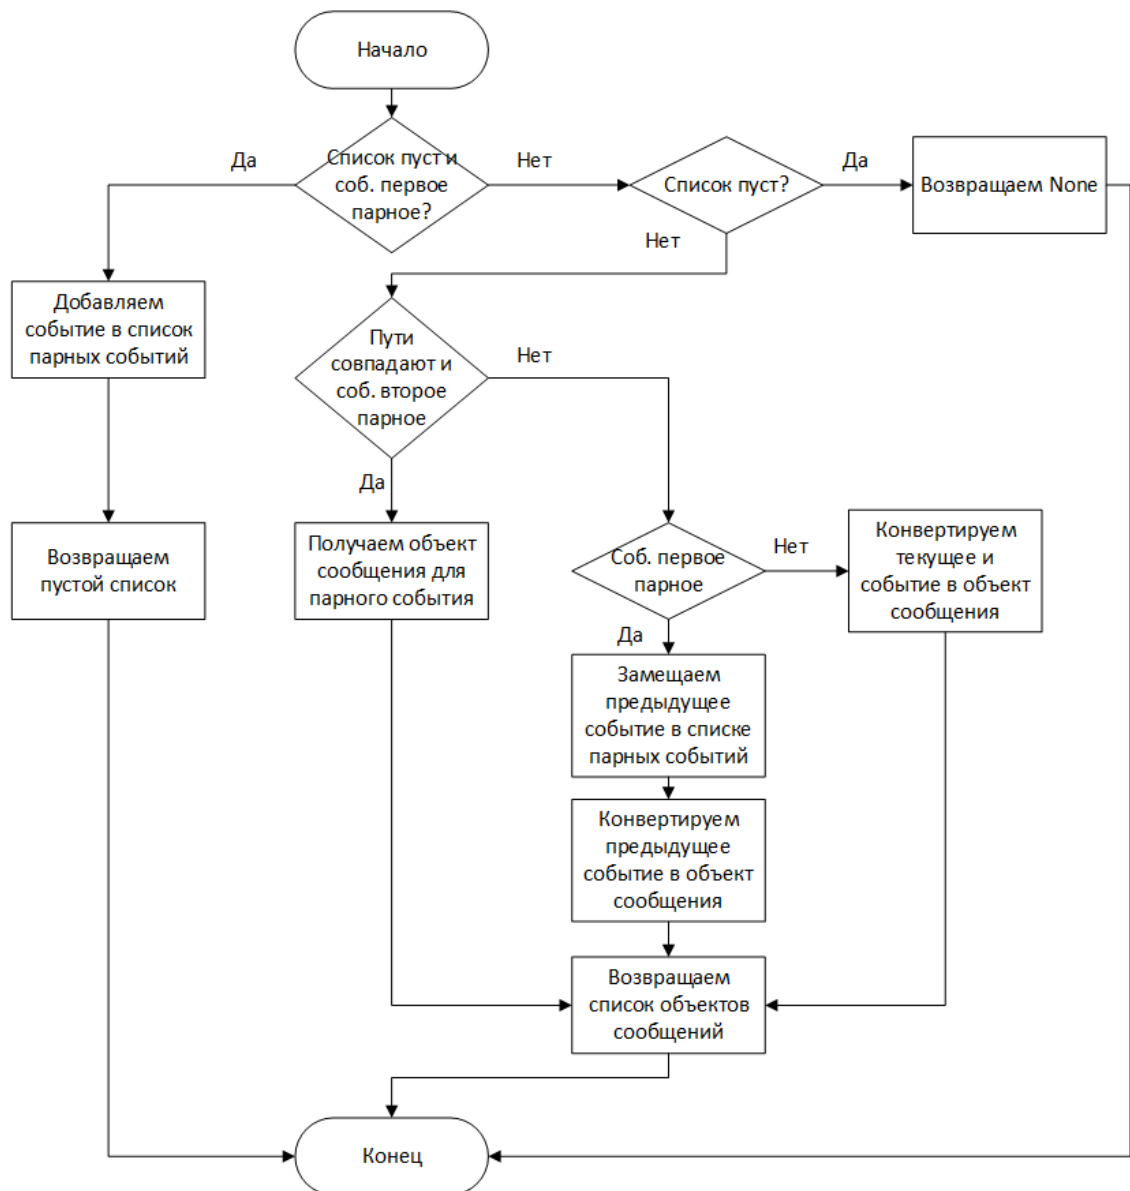 Начало
Да
Список пуст и
соб. первое
парное?
Нет
Список пуст?
Да
Возвращаем None
Нет
Добавляем
событие в список
парных событий
Пути
совпадают и
соб. второе
парное
Нет
Да
Возвращаем
пустой список
Получаем объект
сообщения для
парного события
Соб. первое
парное
Нет
Конвертируем
текущее и
событие в объект
сообщения
Да
Замещаем
предыдущее
событие в списке
парных событий
Конвертируем
предыдущее
событие в объект
сообщения
Возвращаем
список объектов
сообщений
Конец